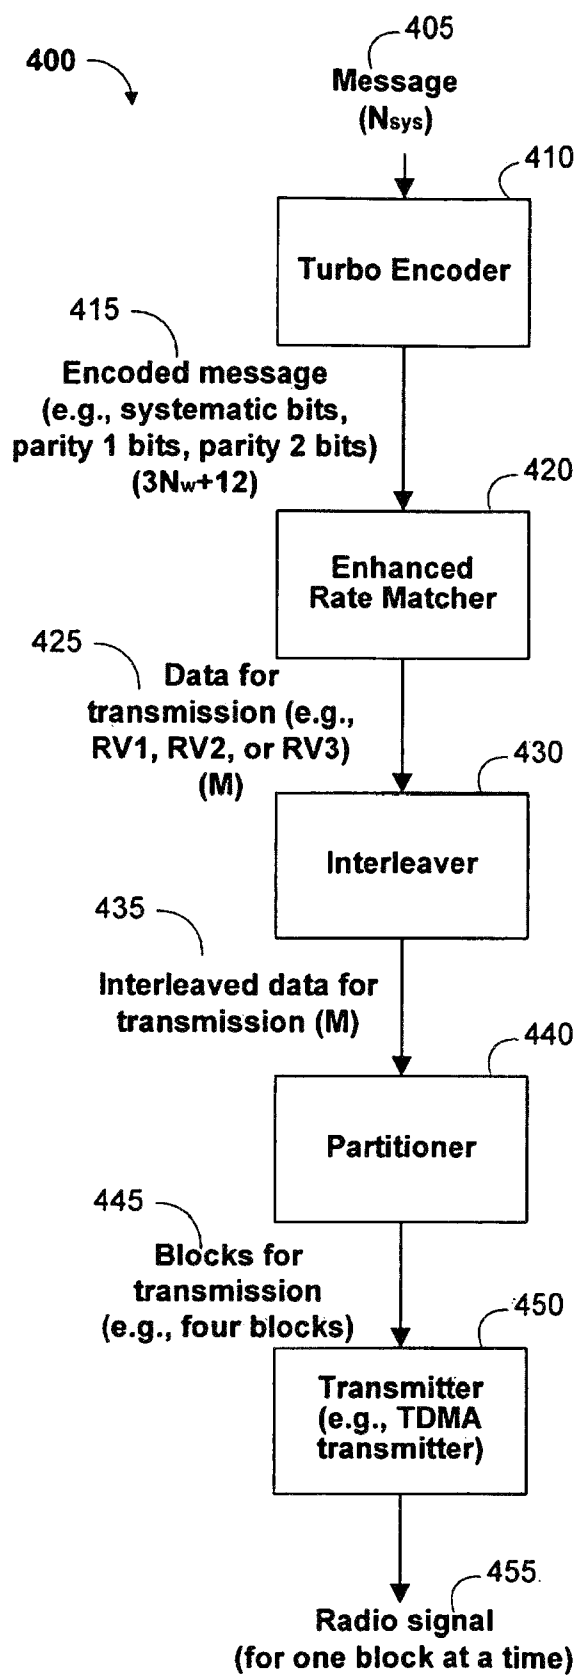 405
400
Message
(Nsys)
410
Turbo Encoder
415
Encoded message
(e.g., systematic bits,
parity 1 bits, parity 2 bits)
(3Nw+12)
420
Enhanced
Rate Matcher
425
Data for
transmission (e.g.,
RV1, RV2, or RV3)
(M)
430
Interleaver
435
Interleaved data for
transmission (M)
440
Partitioner
445
Blocks for
transmission
(e.g., four blocks)
450
Transmitter
(e.g., TDMA
transmitter)
455
Radio signal
(for one block at a time)